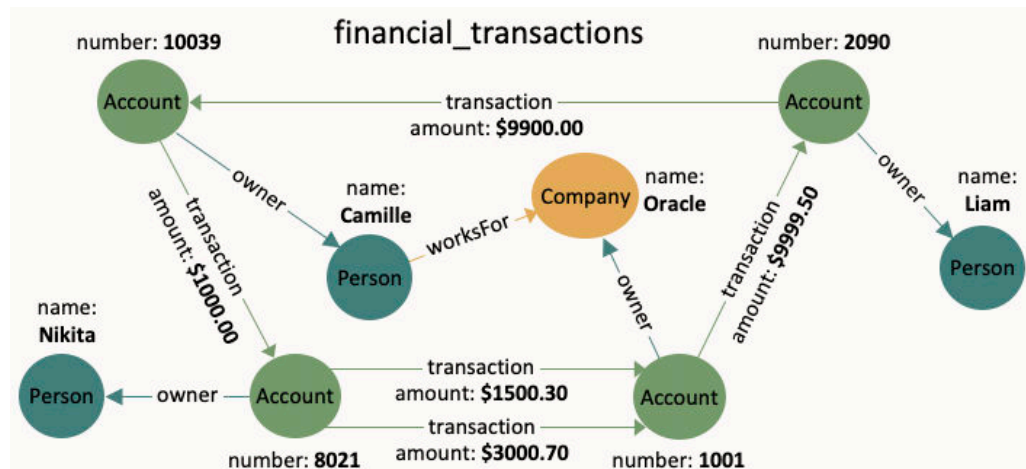 financial_transactions
number: 10039
number: 2090
Account
transaction
amount: $9900.00
Account
owner
name:
Camille
Company
name:
Oracle
owner
name:
Liam
transaction
amount: $1000.00
Person
worksFor
owner
transaction
amount: $9999.50
Person
name:
Nikita
Person
owner
Account
transaction
amount: $1500.30
Account
transaction
amount: $3000.70
number: 8021
number: 1001